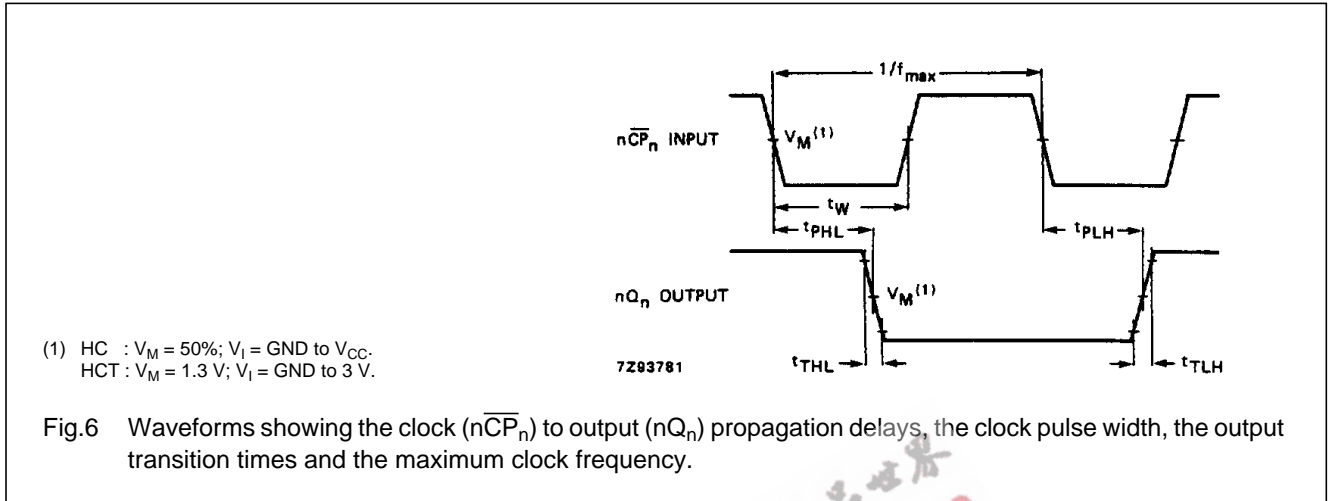 1/fmax
nC̅P̅n INPUT
VM(1)
tW
tPHL
tPLH
nQn OUTPUT
VM(1)
(1) HC : VM = 50%; VI = GND to VCC.
HCT : VM = 1.3 V; VI = GND to 3 V.
7Z93781
tTHL
tTLH
Fig.6 Waveforms showing the clock (nC̅P̅n) to output (nQn) propagation delays, the clock pulse width, the output
transition times and the maximum clock frequency.